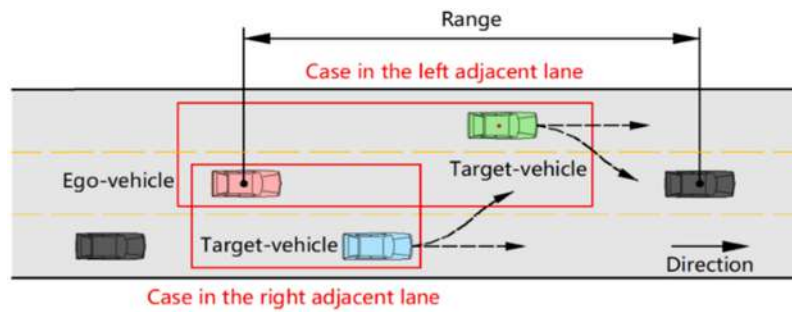 Range
Case in the left adjacent lane
Ego-vehicle
Target-vehicle
Target-vehicle
Direction
Case in the right adjacent lane